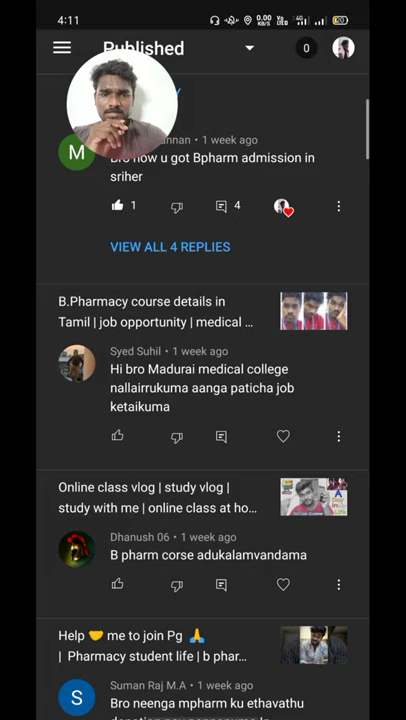 4:11
0.00
KB/s
Published
0
Y
annan • 1 week ago
M
Bro how u got Bpharm admission in
sriher
1
4
VIEW ALL 4 REPLIES
B.Pharmacy course details in
Tamil | job opportunity | medical ...
Syed Suhil • 1 week ago
Hi bro Madurai medical college
nallairrukuma aanga paticha job
ketaikuma
Online class vlog | study vlog |
study with me | online class at ho...
Dhanush 06 • 1 week ago
B pharm corse adukalamvandama
Help 🤝 me to join Pg 🙏
| Pharmacy student life | b phar...
Suman Raj M.A • 1 week ago
S
Bro neenga mpharm ku ethavathu